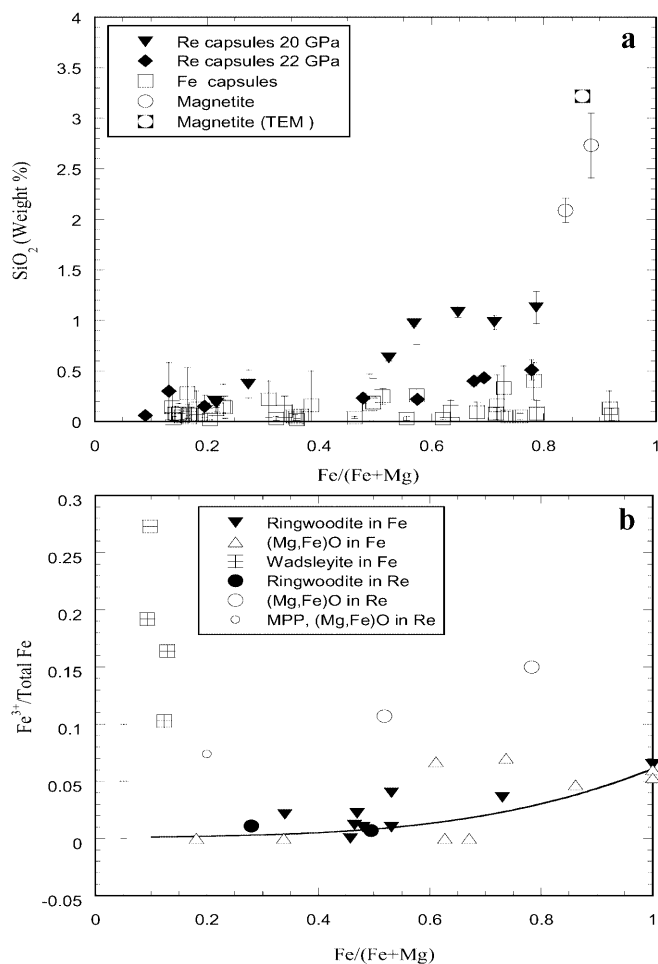 a
Re capsules 20 GPa
Re capsules 22 GPa
Fe capsules
Magnetite
Magnetite (TEM )
4
3.5
3
2.5
2
1.5
1
0.5
0
SiO2 (Weight %)
0 0.2 0.4 0.6 0.8 1
Fe/(Fe+Mg)
b
Ringwoodite in Fe
(Mg,Fe)O in Fe
Wadsleyite in Fe
Ringwoodite in Re
(Mg,Fe)O in Re
MPP, (Mg,Fe)O in Re
0.3
0.25
0.2
0.15
0.1
0.05
0
-0.05
Fe3+/Total Fe
0 0.2 0.4 0.6 0.8 1
Fe/(Fe+Mg)